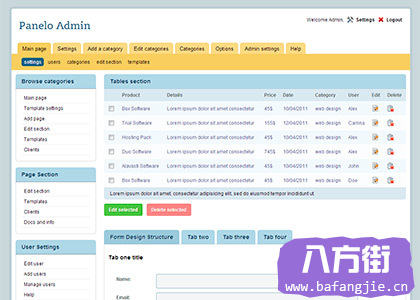 Panelo Admin
Welcome Admin, Settings Logout
Main page Settings Add a category Edit categories Categories Options Admin settings Help
settings users categories edit section templates
Browse categories
Main page
Template settings
Add page
Edit section
Templates
Clients
Page Section
Edit section
Templates
Clients
Docs and info
User Settings
Edit user
Add users
Manage users
Help
Tables section
Product Details Price Date Category User Edit Delete
Box Software Lorem ipsum dolor sit amet consectetur 45$ 10/04/2011 web design Alex
Trial Software Lorem ipsum dolor sit amet consectetur 155$ 10/04/2011 web design Carrina
Hosting Pack Lorem ipsum dolor sit amet consectetur 45$ 10/04/2011 web design Alex
Duo Software Lorem ipsum dolor sit amet consectetur 745$ 10/04/2011 web design Alex
Alavasoft Software Lorem ipsum dolor sit amet consectetur 45$ 10/04/2011 web design John
Box Software Lorem ipsum dolor sit amet consectetur 45$ 10/04/2011 web design Doe
Lorem ipsum dolor sit amet, consectetur adipisicing elit, sed do eiusmod tempor incididunt ut labore.
Edit selected Delete selected
Form Design Structure Tab two Tab three Tab four
Tab one title
Name:
Email:
八方街
www.bafangjie.cn